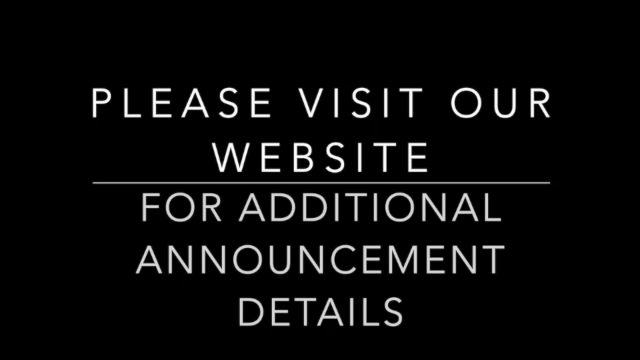 PLEASE VISIT OUR
WEBSITE
FOR ADDITIONAL
ANNOUNCEMENT
DETAILS